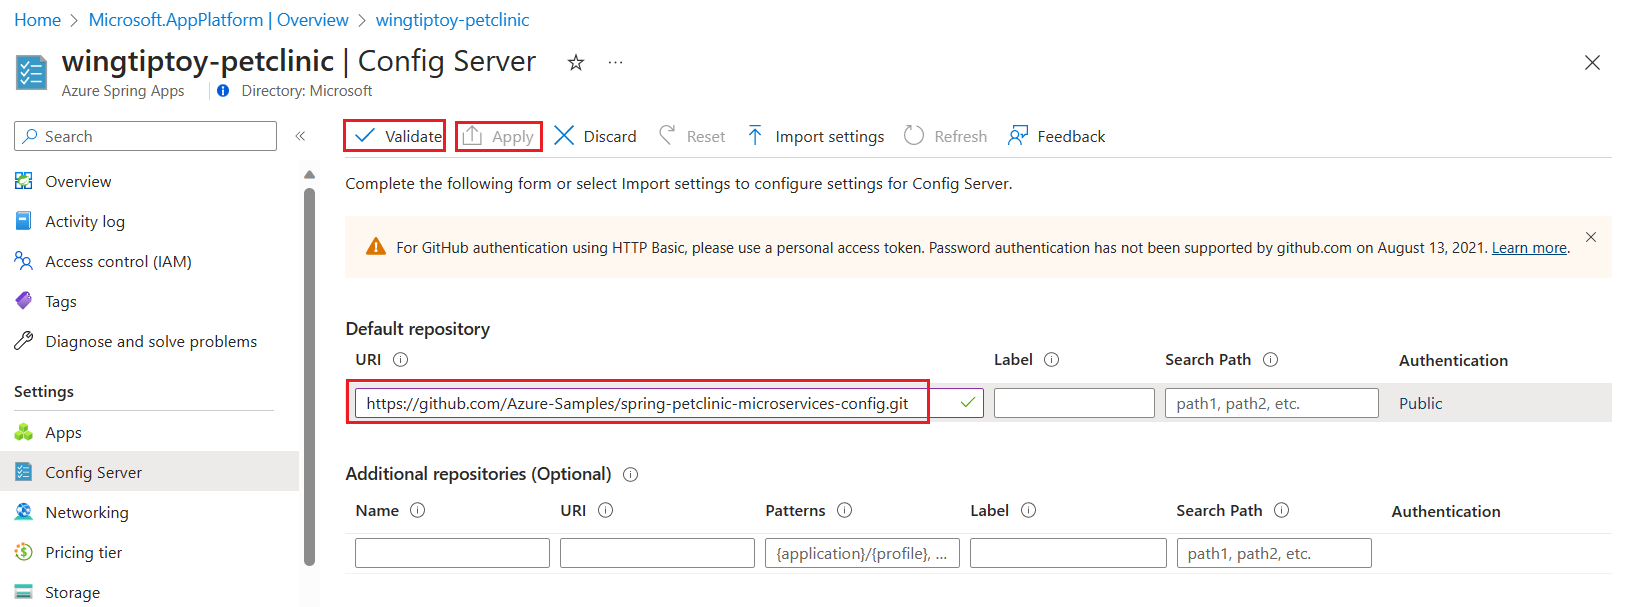 Home > Microsoft.AppPlatform | Overview > wingtiptoy-petclinic
wingtiptoy-petclinic | Config Server ☆ ...
Azure Spring Apps Directory: Microsoft
Search «
Validate Apply Discard Reset Import settings Refresh Feedback
Complete the following form or select Import settings to configure settings for Config Server.
Overview
Activity log
Access control (IAM)
Tags
Diagnose and solve problems
Settings
Apps
Config Server
Networking
Pricing tier
Storage
For GitHub authentication using HTTP Basic, please use a personal access token. Password authentication has not been supported by github.com on August 13, 2021. Learn more.
Default repository
URI Label Search Path Authentication
https://github.com/Azure-Samples/spring-petclinic-microservices-config.git path1, path2, etc. Public
Additional repositories (Optional)
Name URI Patterns Label Search Path Authentication
{application}/{profile}, ... path1, path2, etc.